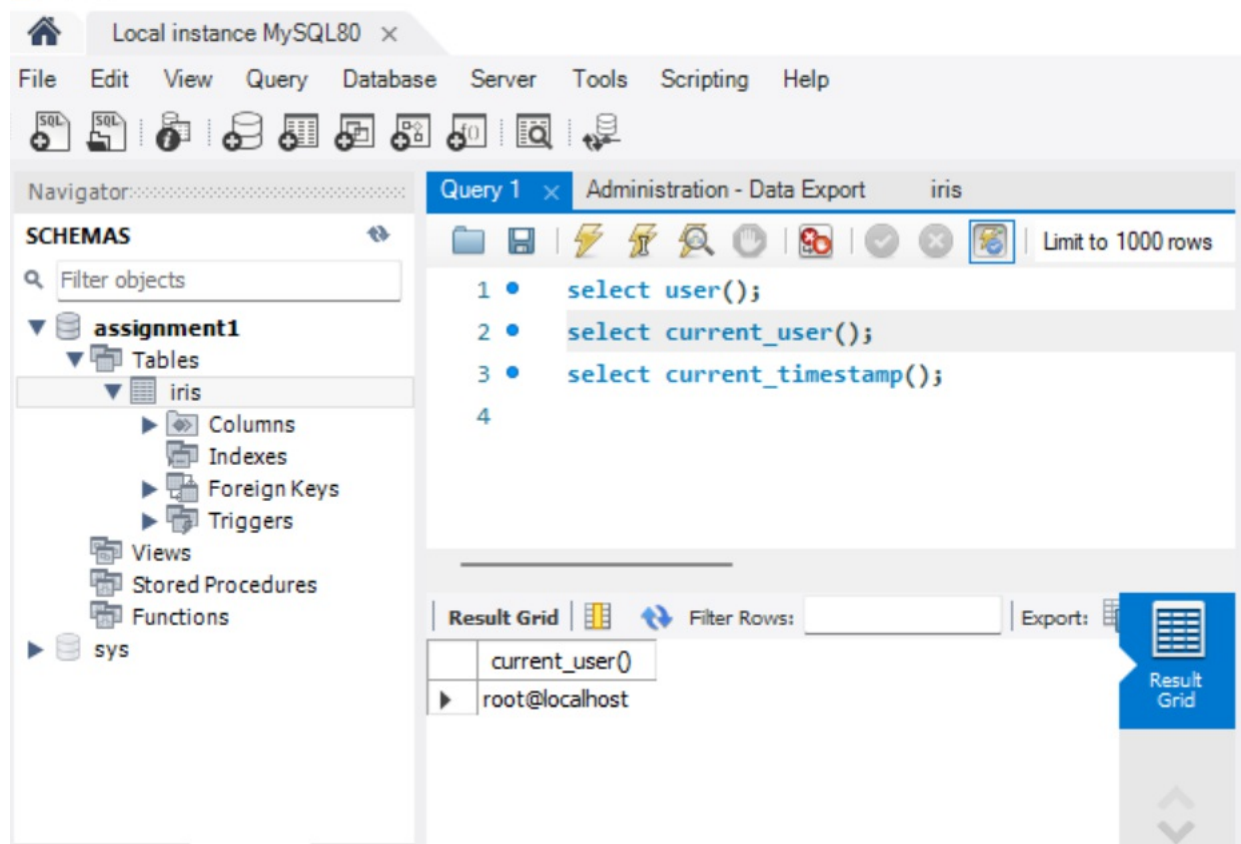 Local instance MySQL80 ×
File Edit View Query Database Server Tools Scripting Help
SQL SQL
Navigator
Query 1 × Administration - Data Export iris
SCHEMAS
Limit to 1000 rows
Filter objects
1 select user();
2 select current_user();
3 select current_timestamp();
4
assignment1
Tables
iris
Columns
Indexes
Foreign Keys
Triggers
Views
Stored Procedures
Functions
sys
Result Grid Filter Rows: Export:
current_user()
root@localhost
Result
Grid